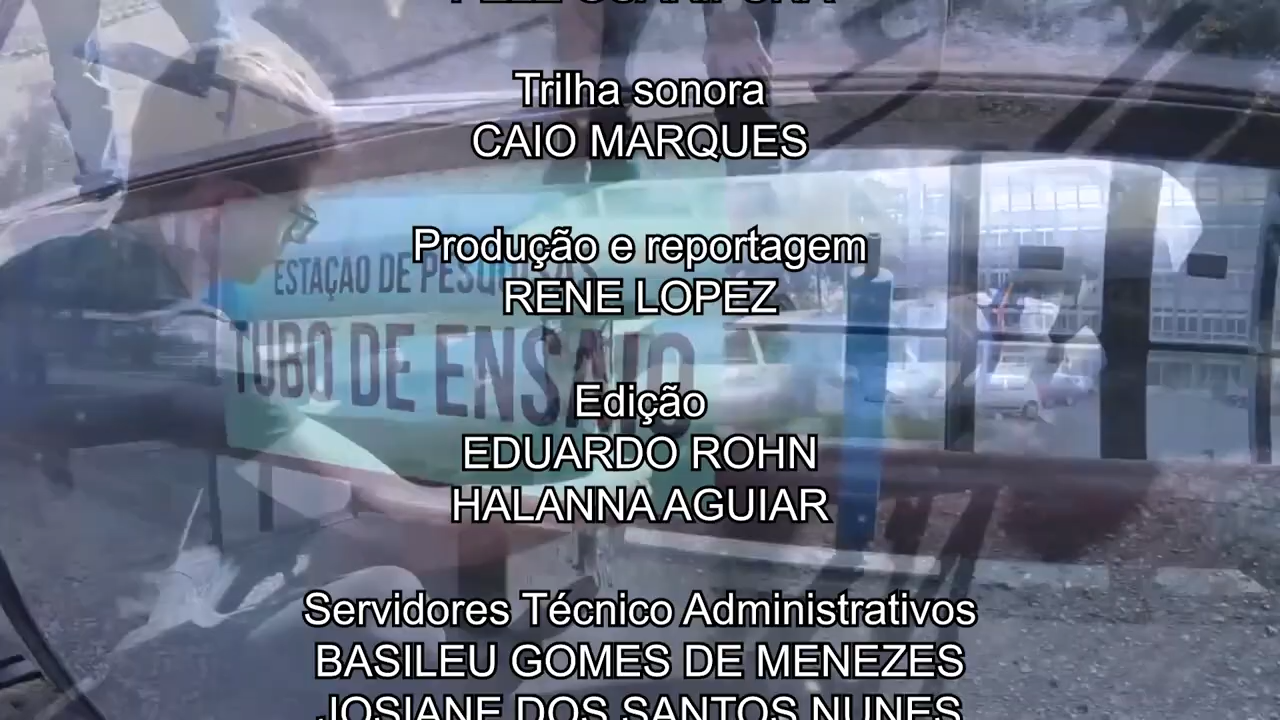 Trilha sonora
CAIO MARQUES
Produção e reportagem
RENE LOPEZ
ESTAÇÃO DE PESQUISAS
TUBO DE ENSAIO
Edição
EDUARDO ROHN
HALANNA AGUIAR
Servidores Técnico Administrativos
BASILEU GOMES DE MENEZES
JOSIANE DOS SANTOS NUNES